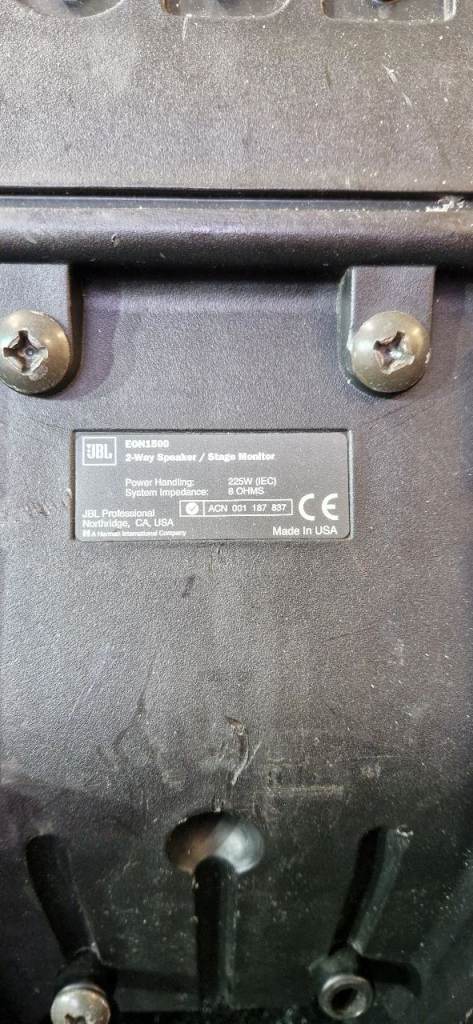 JBL
EON1500
2-Way Speaker / Stage Monitor
Power Handling: 225W (IEC)
System Impedance: 8 OHMS
ACN 001 187 837
CE
JBL Professional
Northridge, CA, USA
H A Harman International Company
Made In USA